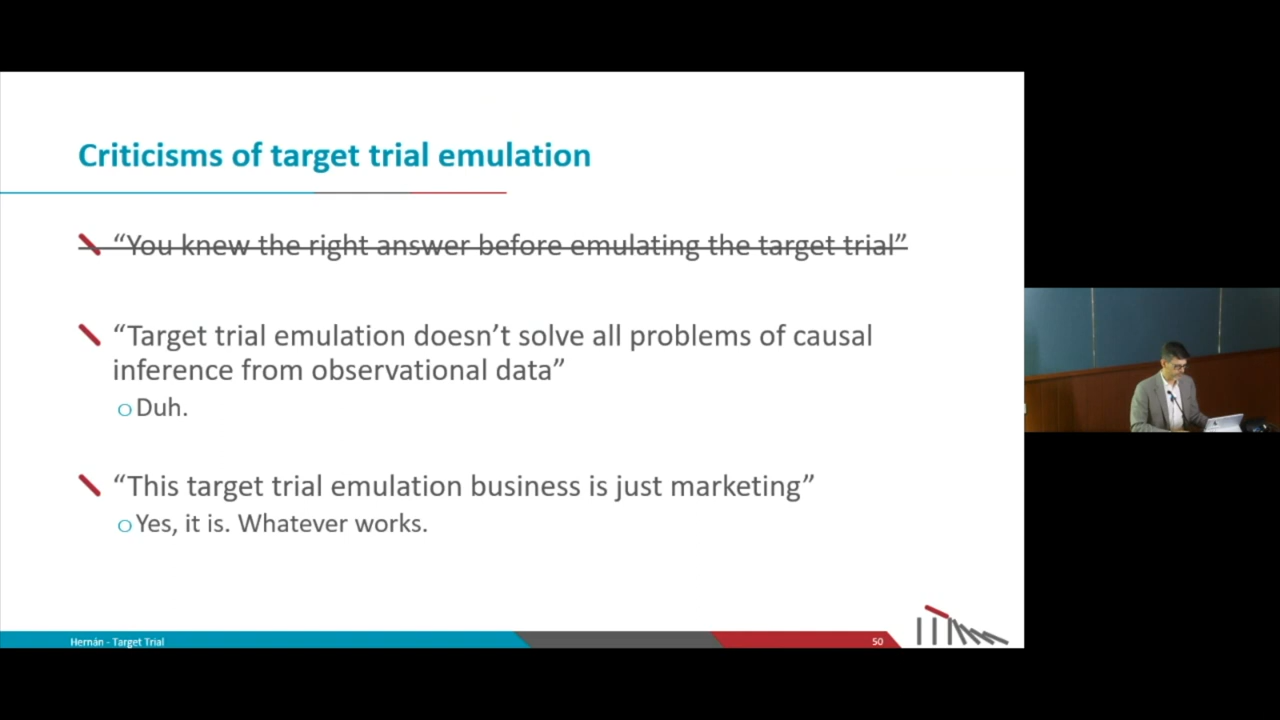 Criticisms of target trial emulation
“You knew the right answer before emulating the target trial”
“Target trial emulation doesn’t solve all problems of causal
inference from observational data”
Duh.
“This target trial emulation business is just marketing”
Yes, it is. Whatever works.
Hernán - Target Trial
50